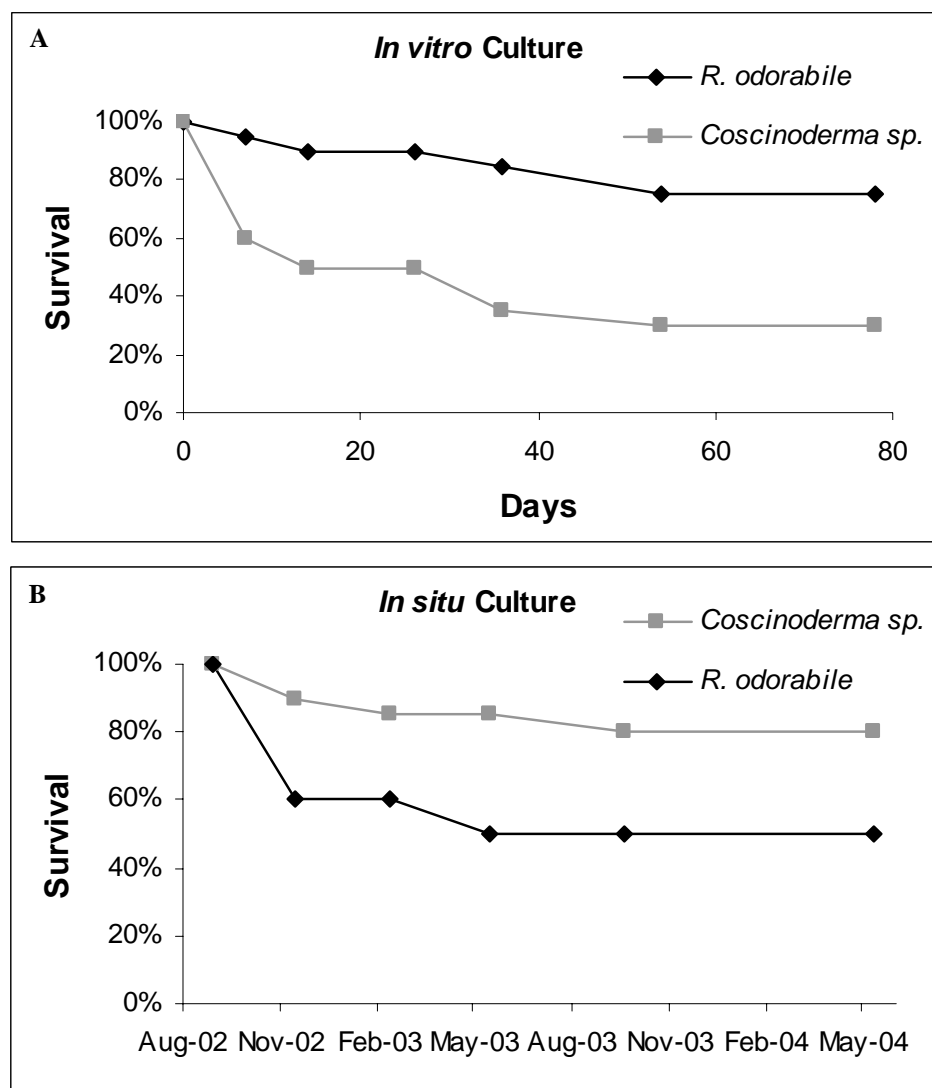 A
In vitro Culture
R. odorabile
Coscinoderma sp.
100%
80%
60%
40%
20%
0%
Survival
0 20 40 60 80
Days
B
In situ Culture
Coscinoderma sp.
R. odorabile
100%
80%
60%
40%
20%
0%
Survival
Aug-02 Nov-02 Feb-03 May-03 Aug-03 Nov-03 Feb-04 May-04